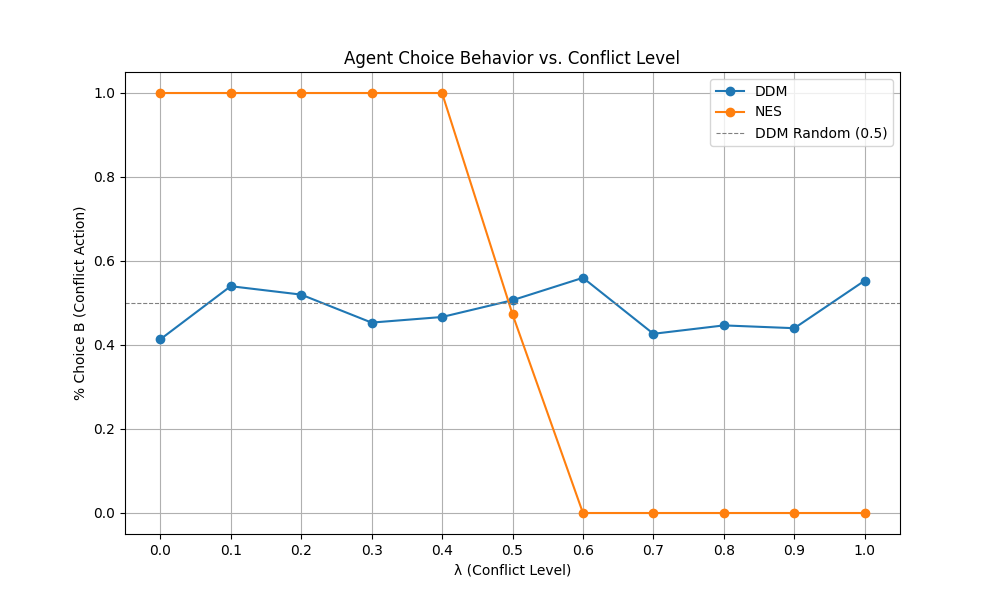 Agent Choice Behavior vs. Conflict Level
DDM
NES
DDM Random (0.5)
% Choice B (Conflict Action)
1.0
0.8
0.6
0.4
0.2
0.0
0.0 0.1 0.2 0.3 0.4 0.5 0.6 0.7 0.8 0.9 1.0
λ (Conflict Level)